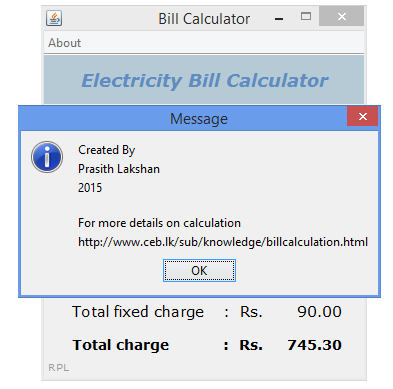 Bill Calculator
About
Electricity Bill Calculator
Message
Created By
Prasith Lakshan
2015
For more details on calculation
http://www.ceb.lk/sub/knowledge/billcalculation.html
OK
Total fixed charge : Rs. 90.00
Total charge : Rs. 745.30
RPL